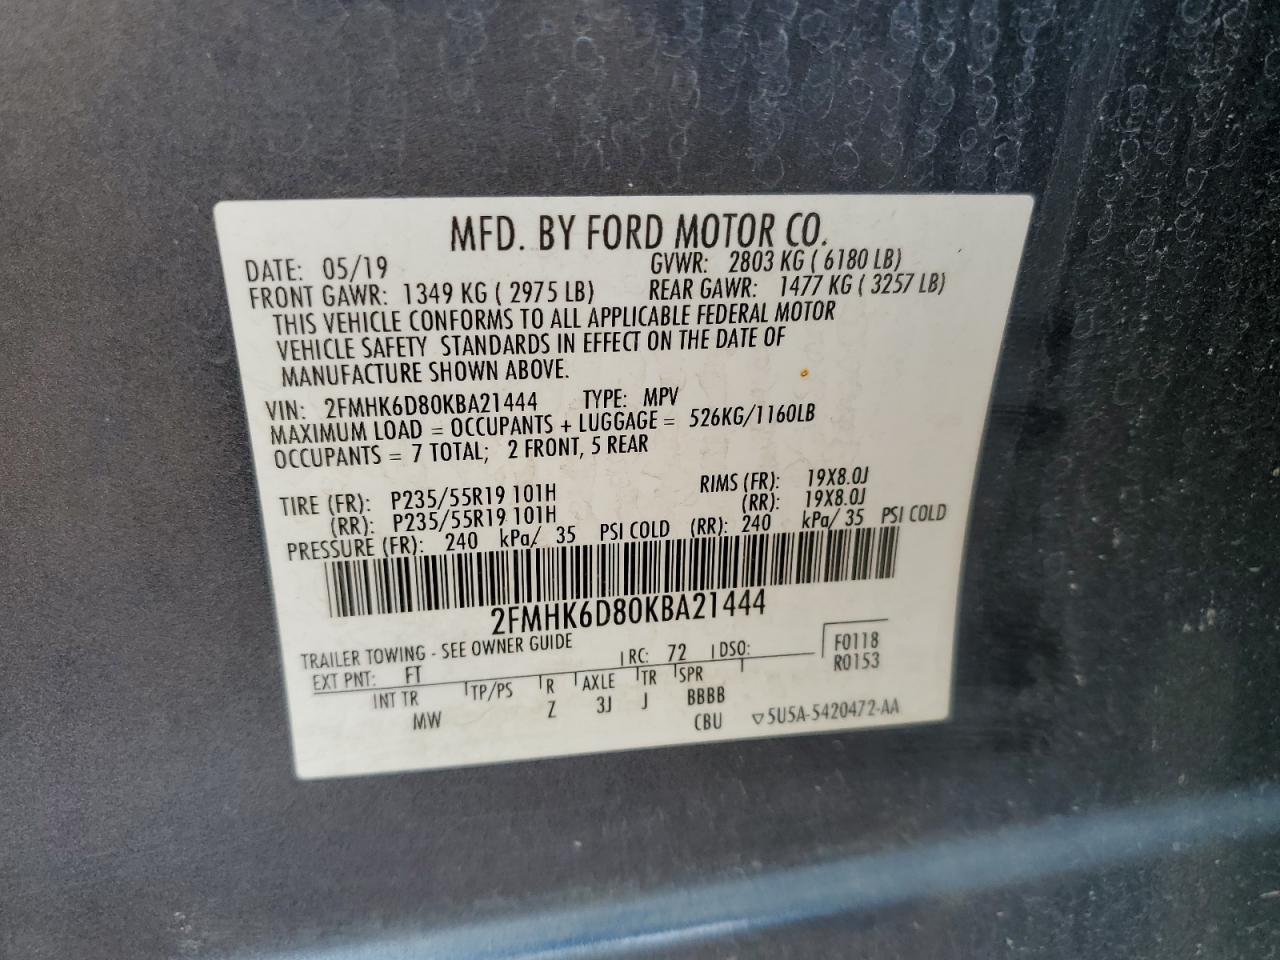 MFD. BY FORD MOTOR CO.
DATE: 05/19 GVWR: 2803 KG ( 6180 LB)
FRONT GAWR: 1349 KG ( 2975 LB) REAR GAWR: 1477 KG ( 3257 LB)
THIS VEHICLE CONFORMS TO ALL APPLICABLE FEDERAL MOTOR
VEHICLE SAFETY STANDARDS IN EFFECT ON THE DATE OF
MANUFACTURE SHOWN ABOVE.
VIN: 2FMHK6D80KBA21444 TYPE: MPV
MAXIMUM LOAD = OCCUPANTS + LUGGAGE = 526KG/1160LB
OCCUPANTS = 7 TOTAL; 2 FRONT, 5 REAR
TIRE (FR): P235/55R19 101H RIMS (FR): 19X8.0J
(RR): P235/55R19 101H (RR): 19X8.0J
PRESSURE (FR): 240 kPa/ 35 PSI COLD (RR): 240 kPa/ 35 PSI COLD
2FMHK6D80KBA21444
TRAILER TOWING - SEE OWNER GUIDE
F0118
EXT PNT: FT RC: 72 DSO: R0153
INT TR TP/PS R AXLE TR SPR
MW Z 3J J BBBB
CBU ▽5U5A-5420472-AA